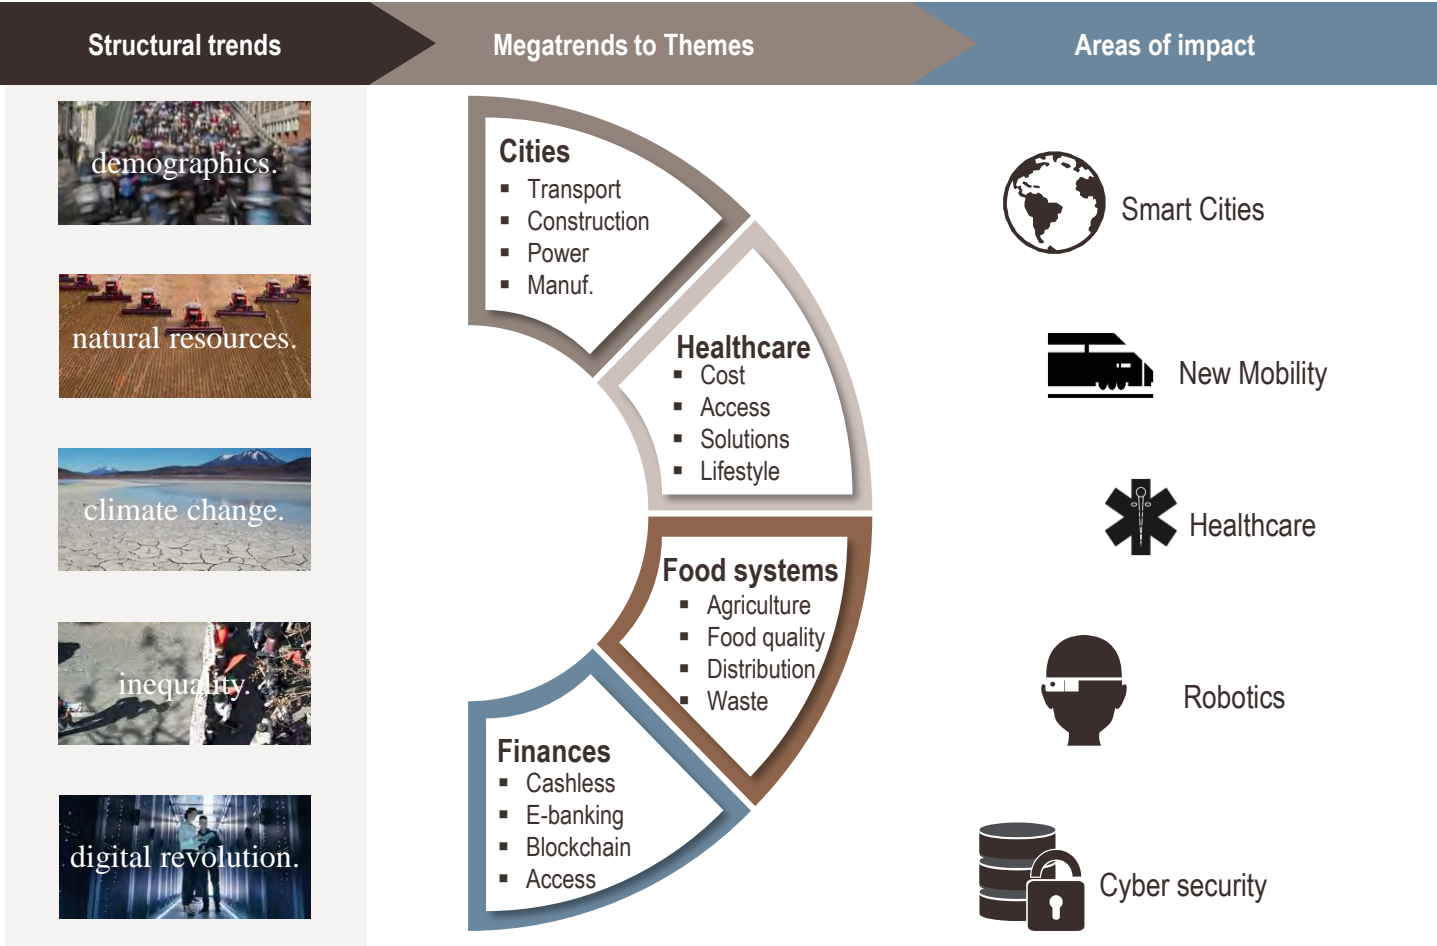 Structural trends
Megatrends to Themes
Areas of impact
demographics.
natural resources.
climate change.
inequality.
digital revolution.
Cities
▪ Transport
▪ Construction
▪ Power
▪ Manuf.
Healthcare
▪ Cost
▪ Access
▪ Solutions
▪ Lifestyle
Food systems
▪ Agriculture
▪ Food quality
▪ Distribution
▪ Waste
Finances
▪ Cashless
▪ E-banking
▪ Blockchain
▪ Access
Smart Cities
New Mobility
Healthcare
Robotics
Cyber security